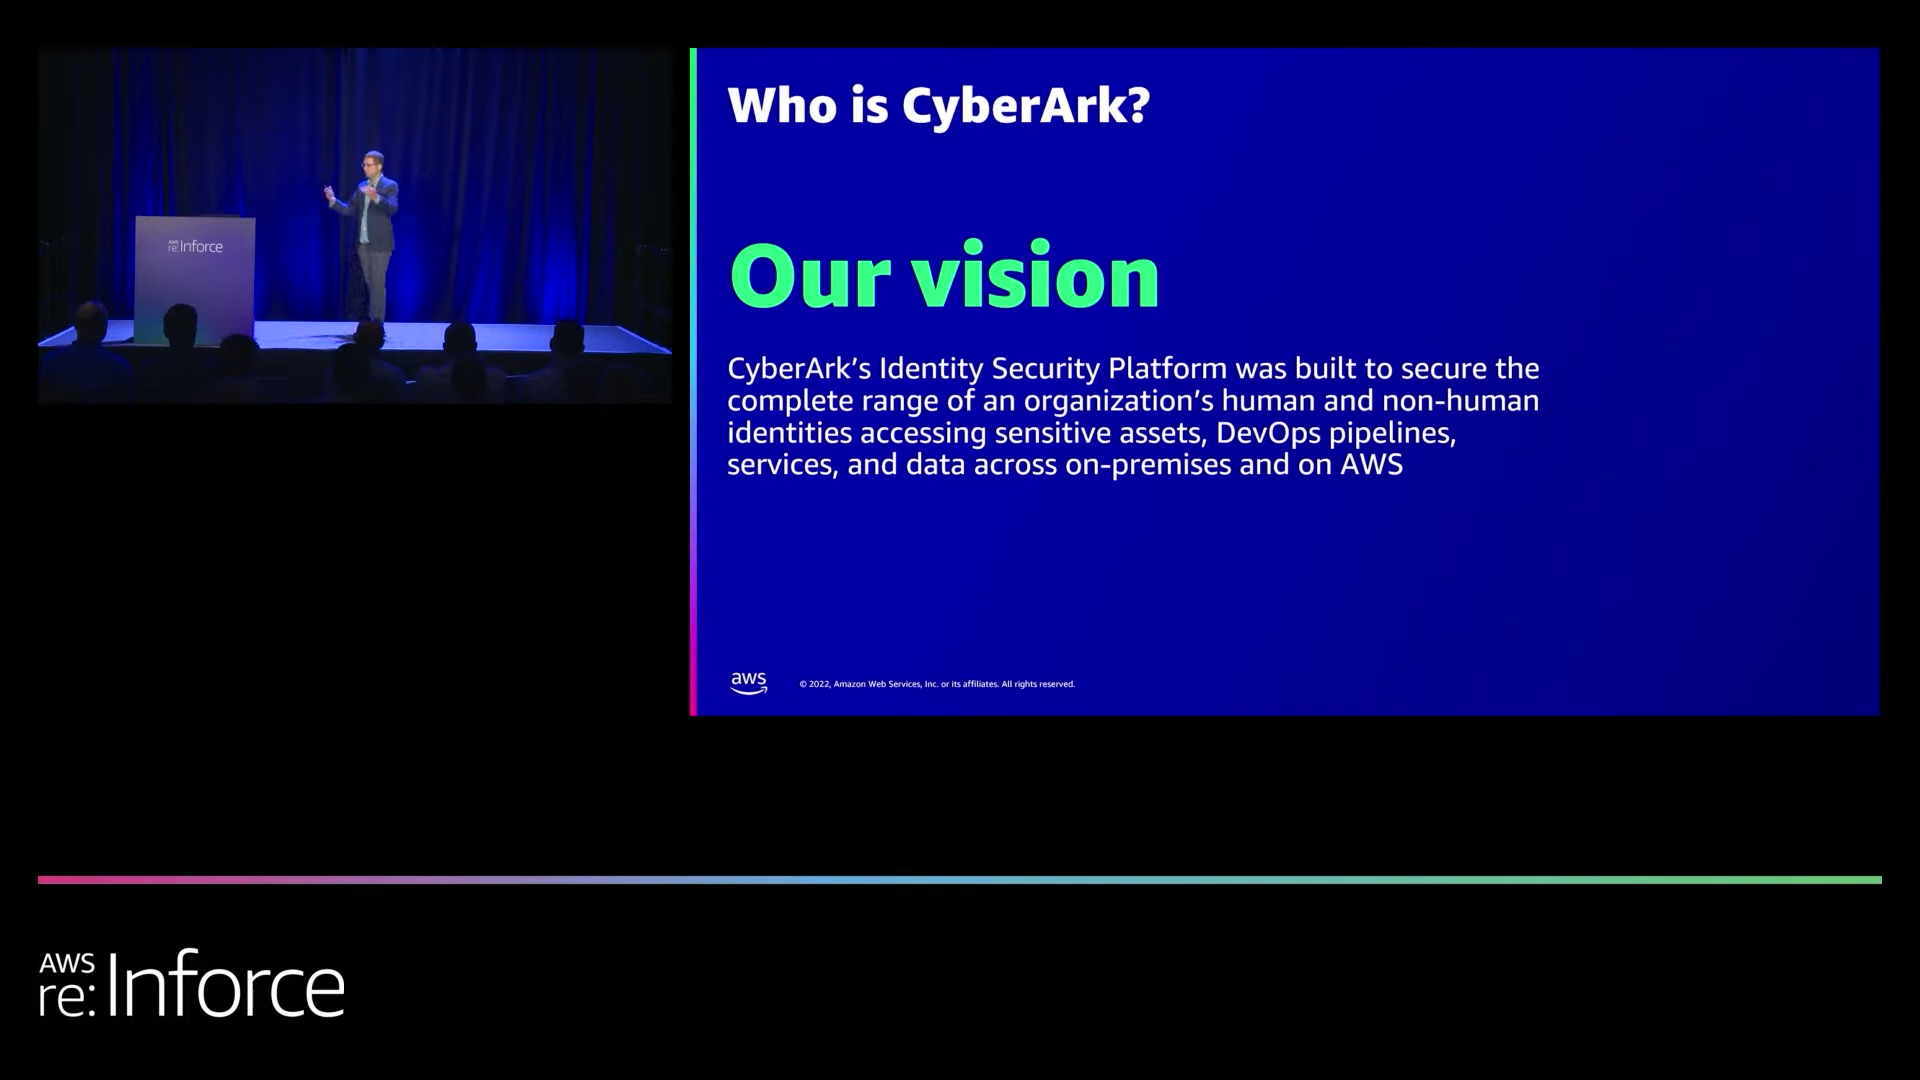 AWS
re:Inforce
Who is CyberArk?
Our vision
CyberArk’s Identity Security Platform was built to secure the
complete range of an organization’s human and non-human
identities accessing sensitive assets, DevOps pipelines,
services, and data across on-premises and on AWS
aws
© 2022, Amazon Web Services, Inc. or its affiliates. All rights reserved.
AWS
re:Inforce